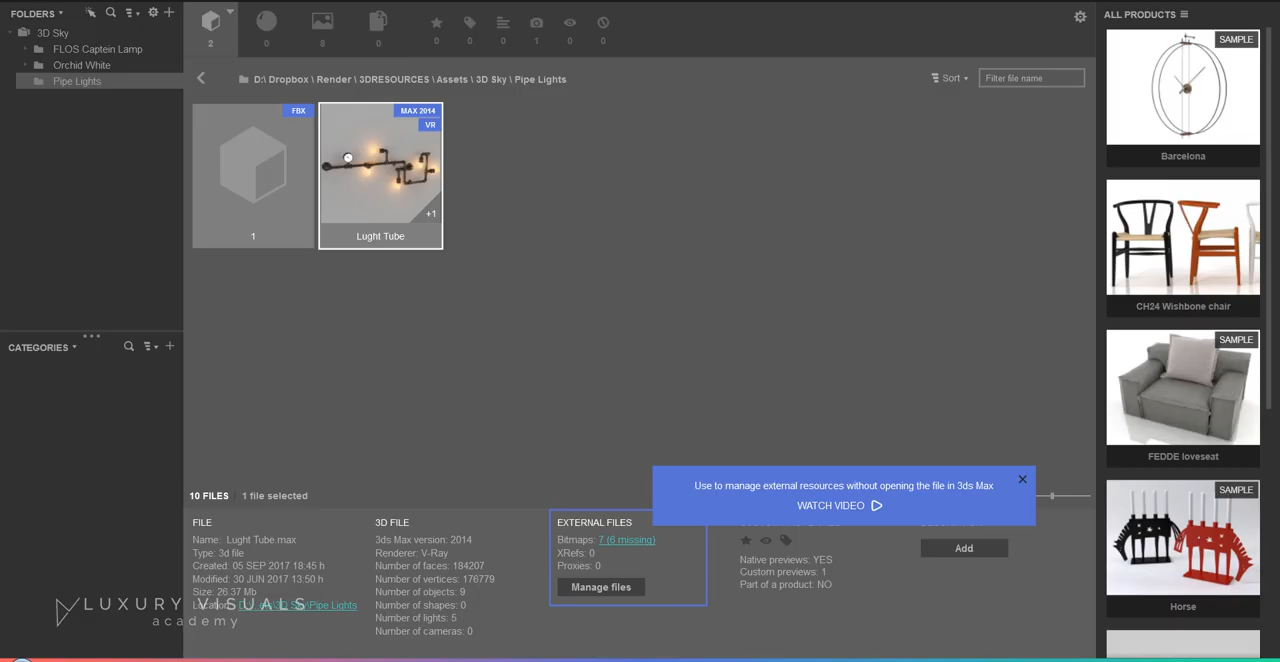 FOLDERS
3D Sky
FLOS Captein Lamp
Orchid White
Pipe Lights
CATEGORIES
2
0
8
0
0
0
0
1
0
0
D:\ Dropbox \ Render \ 3DRESOURCES \ Assets \ 3D Sky \ Pipe Lights
Sort
Filter file name
FBX
1
MAX 2014
VR
+1
Lught Tube
10 FILES
1 file selected
Use to manage external resources without opening the file in 3ds Max
WATCH VIDEO
FILE
Name: Lught Tube.max
Type: 3d file
Created: 05 SEP 2017 18:45 h
Modified: 30 JUN 2017 13:50 h
Size: 26.37 Mb
Location:
Sky\Pipe Lights
3D FILE
3ds Max version: 2014
Renderer: V-Ray
Number of faces: 184207
Number of vertices: 176779
Number of objects: 9
Number of shapes: 0
Number of lights: 5
Number of cameras: 0
EXTERNAL FILES
Bitmaps: 7 (6 missing)
XRefs: 0
Proxies: 0
Manage files
Native previews: YES
Custom previews: 1
Part of a product: NO
Add
LUXURY VISUALS
academy
ALL PRODUCTS
SAMPLE
Barcelona
CH24 Wishbone chair
SAMPLE
FEDDE loveseat
SAMPLE
Horse